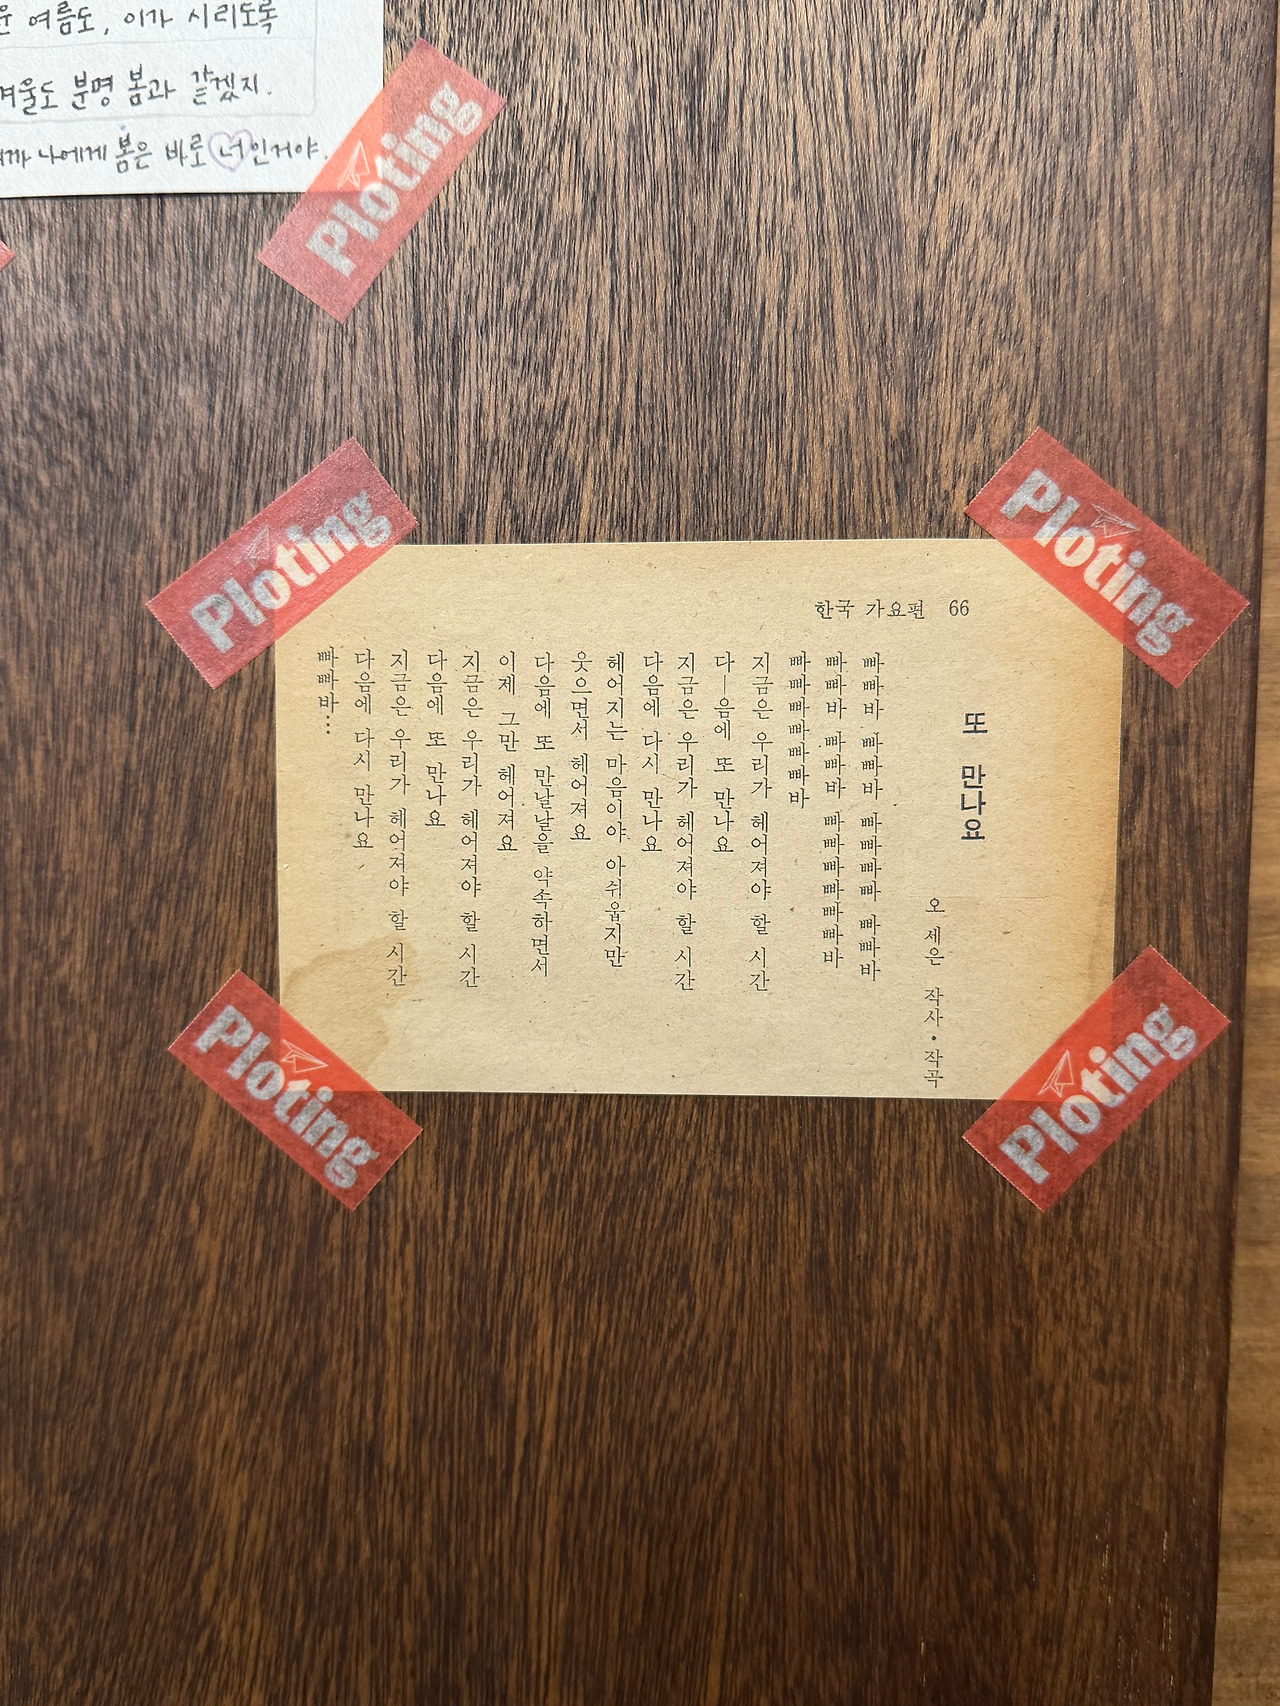 여름도, 이가 시리도록
겨울도 분명 봄과 같겠지.
나에게 봄은 바로 너인거야.
Ploting
Ploting
Ploting
한국 가요편 66
또 만나요
오세은 작사·작곡
빠빠바 빠빠바 빠빠빠빠 빠빠바
빠빠바 빠빠바 빠빠빠빠빠빠바
빠빠빠빠빠빠바
지금은 우리가 헤어져야 할 시간
다ー음에 또 만나요
지금은 우리가 헤어져야 할 시간
다음에 다시 만나요
헤어지는 마음이야 아쉬웁지만
웃으면서 헤어져요
다음에 또 만날날을 약속하면서
이제 그만 헤어져요
지금은 우리가 헤어져야 할 시간
다음에 또 만나요
지금은 우리가 헤어져야 할 시간
다음에 다시 만나요
빠빠바…
Ploting
Ploting